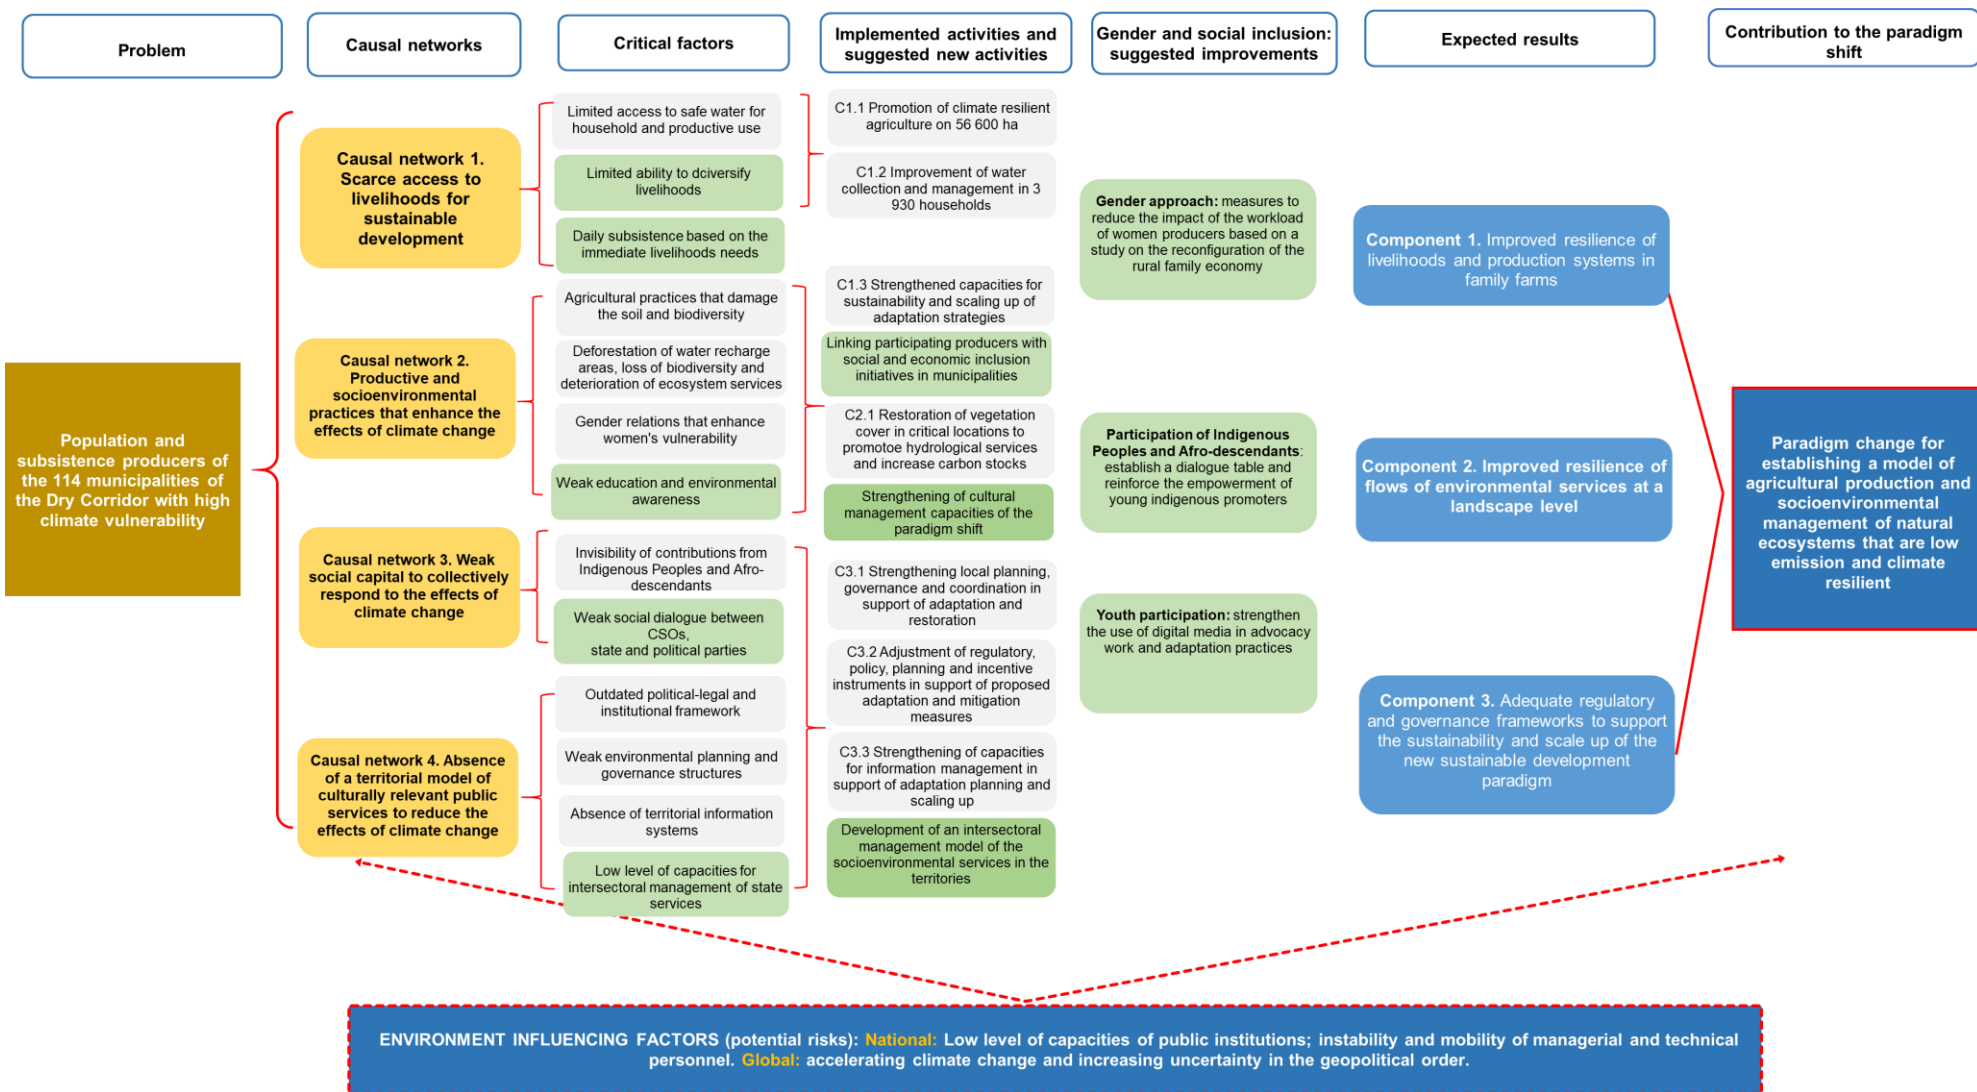 Problem
Causal networks
Critical factors
Implemented activities and
suggested new activities
Gender and social inclusion:
suggested improvements
Expected results
Contribution to the paradigm
shift
Population and
subsistence producers of
the 114 municipalities of
the Dry Corridor with high
climate vulnerability
Causal network 1.
Scarce access to
livelihoods for
sustainable
development
Causal network 2.
Productive and
socioenvironmental
practices that enhance the
effects of climate change
Causal network 3. Weak
social capital to collectively
respond to the effects of
climate change
Causal network 4. Absence
of a territorial model of
culturally relevant public
services to reduce the
effects of climate change
Limited access to safe water for
household and productive use
Limited ability to dciversify
livelihoods
Daily subsistence based on the
immediate livelihoods needs
Agricultural practices that damage
the soil and biodiversity
Deforestation of water recharge
areas, loss of biodiversity and
deterioration of ecosystem services
Gender relations that enhance
women's vulnerability
Weak education and environmental
awareness
Invisibility of contributions from
Indigenous Peoples and Afro-
descendants
Weak social dialogue between
CSOs,
state and political parties
Outdated political-legal and
institutional framework
Weak environmental planning and
governance structures
Absence of territorial information
systems
Low level of capacities for
intersectoral management of state
services
C1.1 Promotion of climate resilient
agriculture on 56 600 ha
C1.2 Improvement of water
collection and management in 3
930 households
C1.3 Strengthened capacities for
sustainability and scaling up of
adaptation strategies
Linking participating producers with
social and economic inclusion
initiatives in municipalities
C2.1 Restoration of vegetation
cover in critical locations to
promotoe hydrological services
and increase carbon stocks
Strengthening of cultural
management capacities of the
paradigm shift
C3.1 Strengthening local planning,
governance and coordination in
support of adaptation and
restoration
C3.2 Adjustment of regulatory,
policy, planning and incentive
instruments in support of proposed
adaptation and mitigation
measures
C3.3 Strengthening of capacities
for information management in
support of adaptation planning and
scaling up
Development of an intersectoral
management model of the
socioenvironmental services in the
territories
Gender approach: measures to
reduce the impact of the workload
of women producers based on a
study on the reconfiguration of the
rural family economy
Participation of Indigenous
Peoples and Afro-descendants:
establish a dialogue table and
reinforce the empowerment of
young indigenous promoters
Youth participation: strengthen
the use of digital media in advocacy
work and adaptation practices
Component 1. Improved resilience of
livelihoods and production systems in
family farms
Component 2. Improved resilience of
flows of environmental services at a
landscape level
Component 3. Adequate regulatory
and governance frameworks to support
the sustainability and scale up of the
new sustainable development
paradigm
Paradigm change for
establishing a model of
agricultural production and
socioenvironmental
management of natural
ecosystems that are low
emission and climate
resilient
ENVIRONMENT INFLUENCING FACTORS (potential risks): National: Low level of capacities of public institutions; instability and mobility of managerial and technical
personnel. Global: accelerating climate change and increasing uncertainty in the geopolitical order.